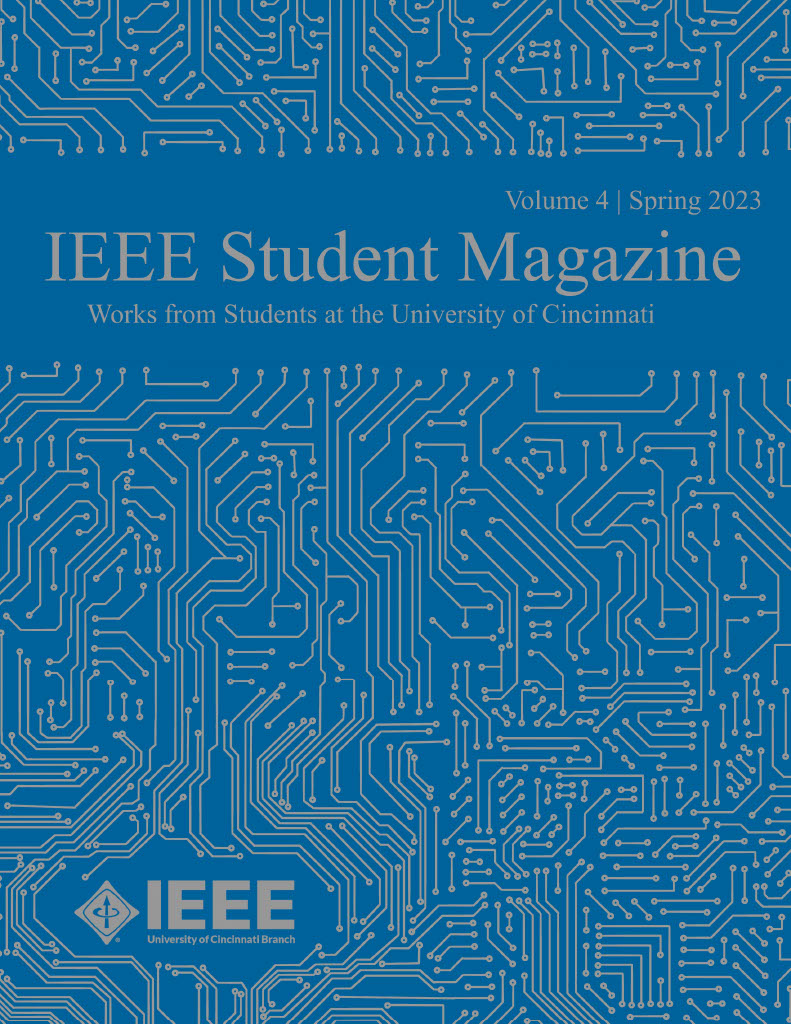 Volume 4 | Spring 2023
IEEE Student Magazine
Works from Students at the University of Cincinnati
IEEE
University of Cincinnati Branch
®